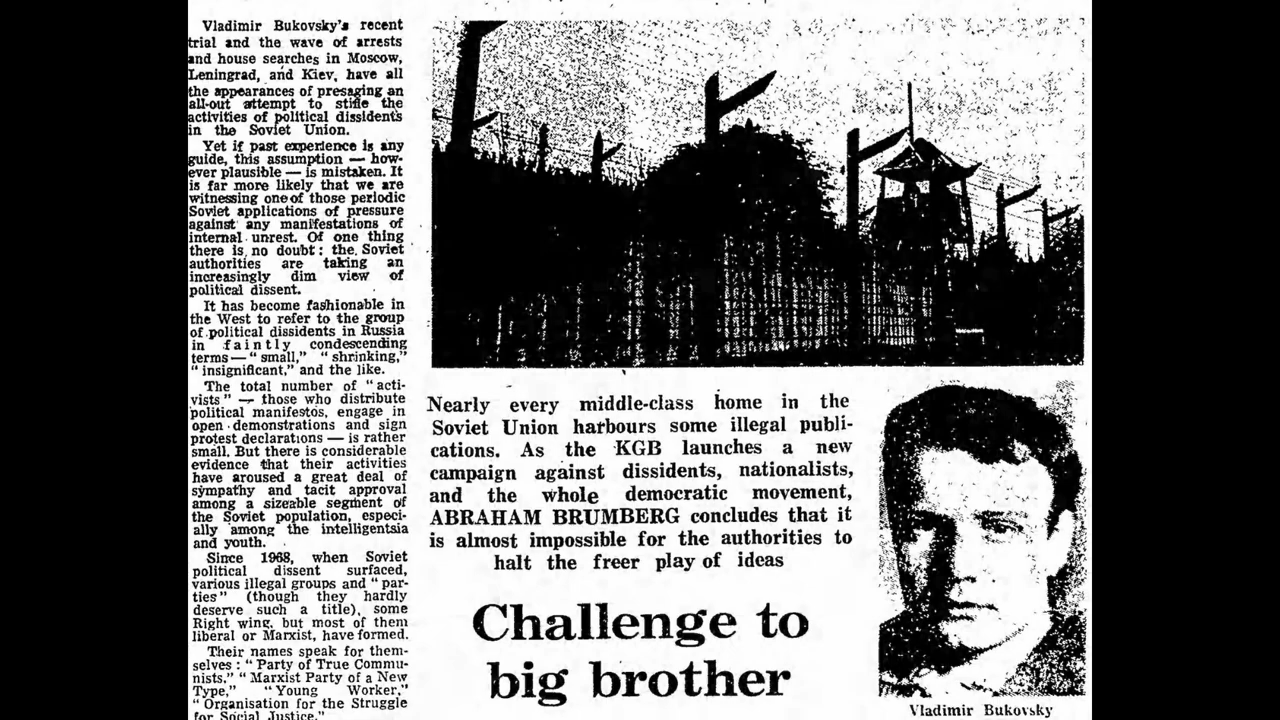 Vladimir Bukovsky's recent
trial and the wave of arrests
and house searches in Moscow,
Leningrad, and Kiev, have all
the appearances of presaging an
all-out attempt to stifle the
activities of political dissidents
in the Soviet Union.
Yet if past experience is any
guide, this assumption — how-
ever plausible — is mistaken. It
is far more likely that we are
witnessing one of those periodic
Soviet applications of pressure
against any manifestations of
internal unrest. Of one thing
there is no doubt: the Soviet
authorities are taking an
increasingly dim view of
political dissent.
It has become fashionable in
the West to refer to the group
of political dissidents in Russia
in faintly condescending
terms — "small," "shrinking,"
"insignificant," and the like.
The total number of "acti-
vists" — those who distribute
political manifestos, engage in
open demonstrations and sign
protest declarations — is rather
small. But there is considerable
evidence that their activities
have aroused a great deal of
sympathy and tacit approval
among a sizeable segment of
the Soviet population, especi-
ally among the intelligentsia
and youth.
Since 1968, when Soviet
political dissent surfaced,
various illegal groups and "par-
ties" (though they hardly
deserve such a title), some
Right wing, but most of them
liberal or Marxist, have formed.
Their names speak for them-
selves: "Party of True Commu-
nists," "Marxist Party of a New
Type," "Young Worker,"
"Organisation for the Struggle
for Social Justice."
Nearly every middle-class home in the
Soviet Union harbours some illegal publi-
cations. As the KGB launches a new
campaign against dissidents, nationalists,
and the whole democratic movement,
ABRAHAM BRUMBERG concludes that it
is almost impossible for the authorities to
halt the freer play of ideas
Challenge to
big brother
Vladimir Bukovsky